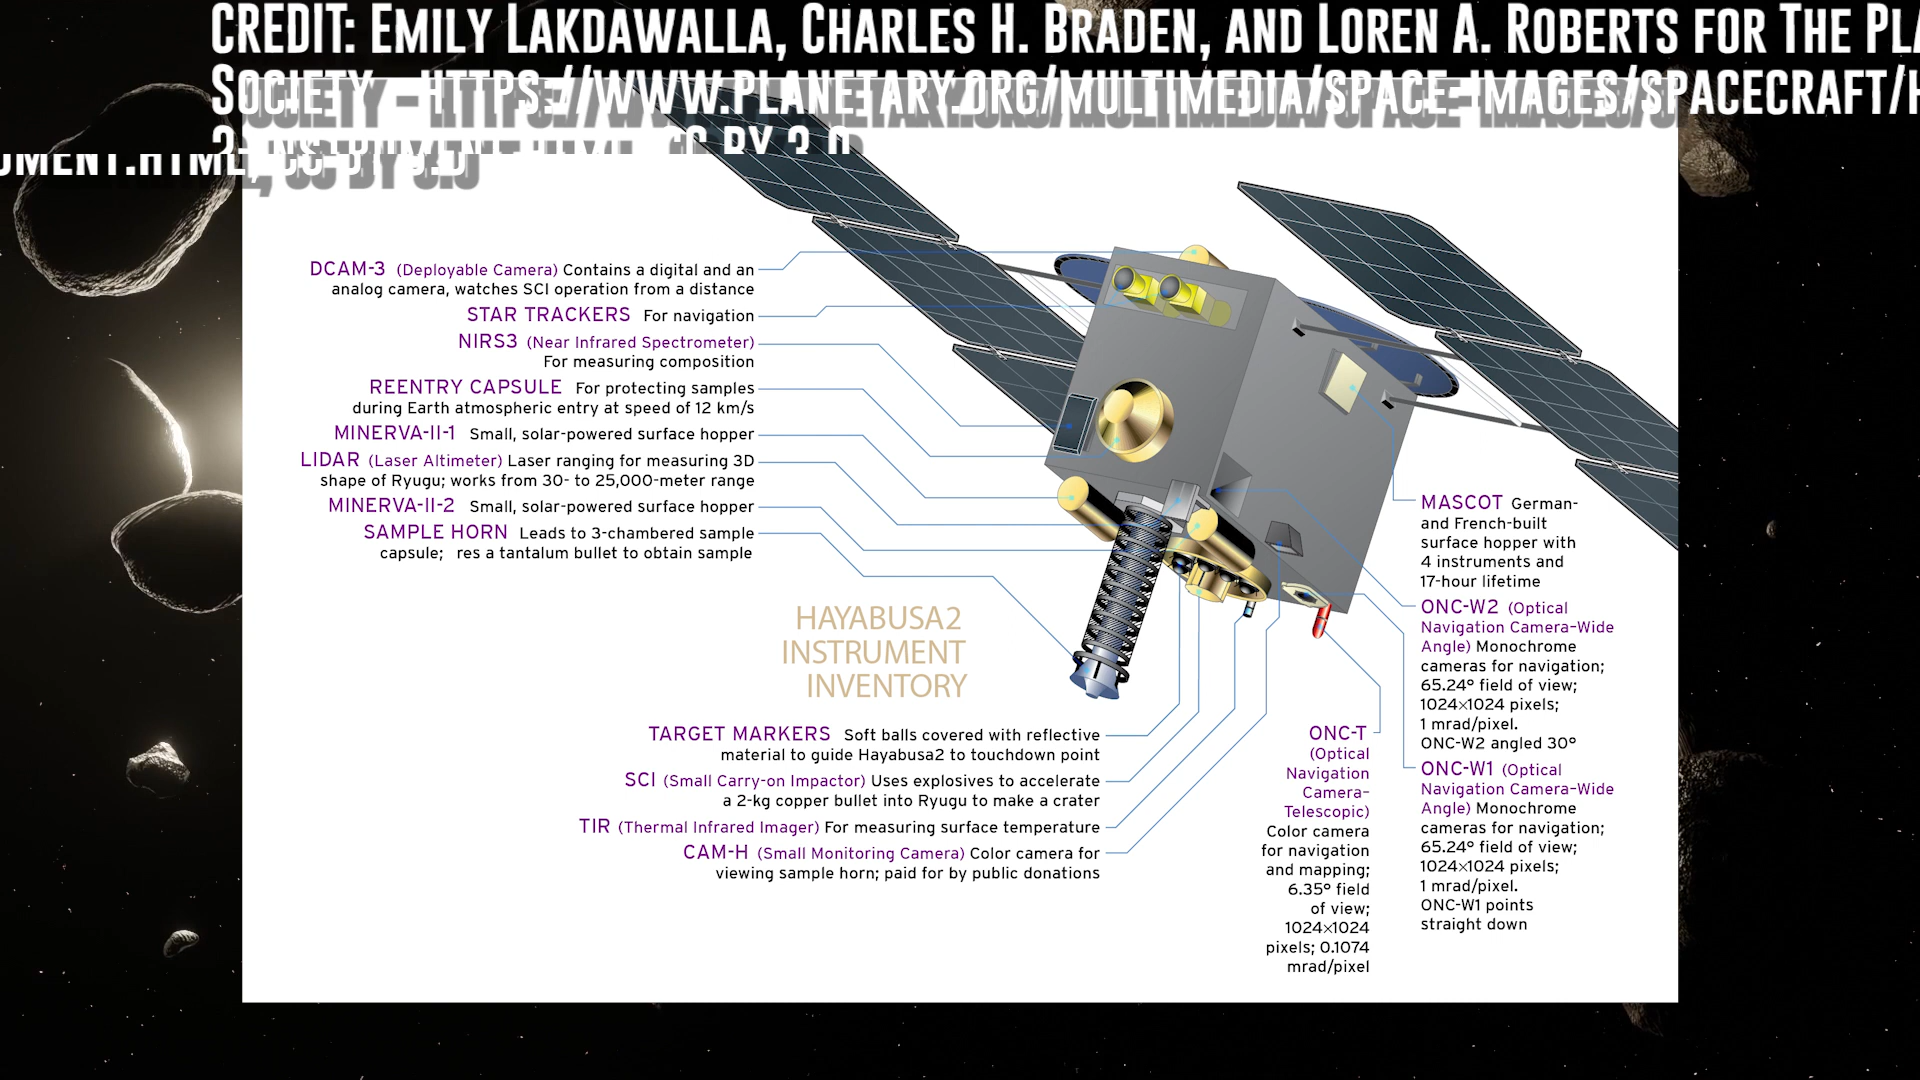 CREDIT: EMILY LAKDAWALLA, CHARLES H. BRADEN, AND LOREN A. ROBERTS FOR THE
SOCIETY – HTTPS://WWW.PLANETARY.ORG/MULTIMEDIA/SPACE-IMAGES/SPACECRAFT/H
CC BY 3.0
DCAM-3 (Deployable Camera) Contains a digital and an
analog camera, watches SCI operation from a distance
STAR TRACKERS For navigation
NIRS3 (Near Infrared Spectrometer)
For measuring composition
REENTRY CAPSULE For protecting samples
during Earth atmospheric entry at speed of 12 km/s
MINERVA-II-1 Small, solar-powered surface hopper
LIDAR (Laser Altimeter) Laser ranging for measuring 3D
shape of Ryugu; works from 30- to 25,000-meter range
MINERVA-II-2 Small, solar-powered surface hopper
SAMPLE HORN Leads to 3-chambered sample
capsule; res a tantalum bullet to obtain sample
HAYABUSA2
INSTRUMENT
INVENTORY
TARGET MARKERS Soft balls covered with reflective
material to guide Hayabusa2 to touchdown point
SCI (Small Carry-on Impactor) Uses explosives to accelerate
a 2-kg copper bullet into Ryugu to make a crater
TIR (Thermal Infrared Imager) For measuring surface temperature
CAM-H (Small Monitoring Camera) Color camera for
viewing sample horn; paid for by public donations
ONC-T
(Optical
Navigation
Camera–
Telescopic)
Color camera
for navigation
and mapping;
6.35° field
of view;
1024×1024
pixels; 0.1074
mrad/pixel
MASCOT German-
and French-built
surface hopper with
4 instruments and
17-hour lifetime
ONC-W2 (Optical
Navigation Camera–Wide
Angle) Monochrome
cameras for navigation;
65.24° field of view;
1024×1024 pixels;
1 mrad/pixel.
ONC-W2 angled 30°
ONC-W1 (Optical
Navigation Camera–Wide
Angle) Monochrome
cameras for navigation;
65.24° field of view;
1024×1024 pixels;
1 mrad/pixel.
ONC-W1 points
straight down